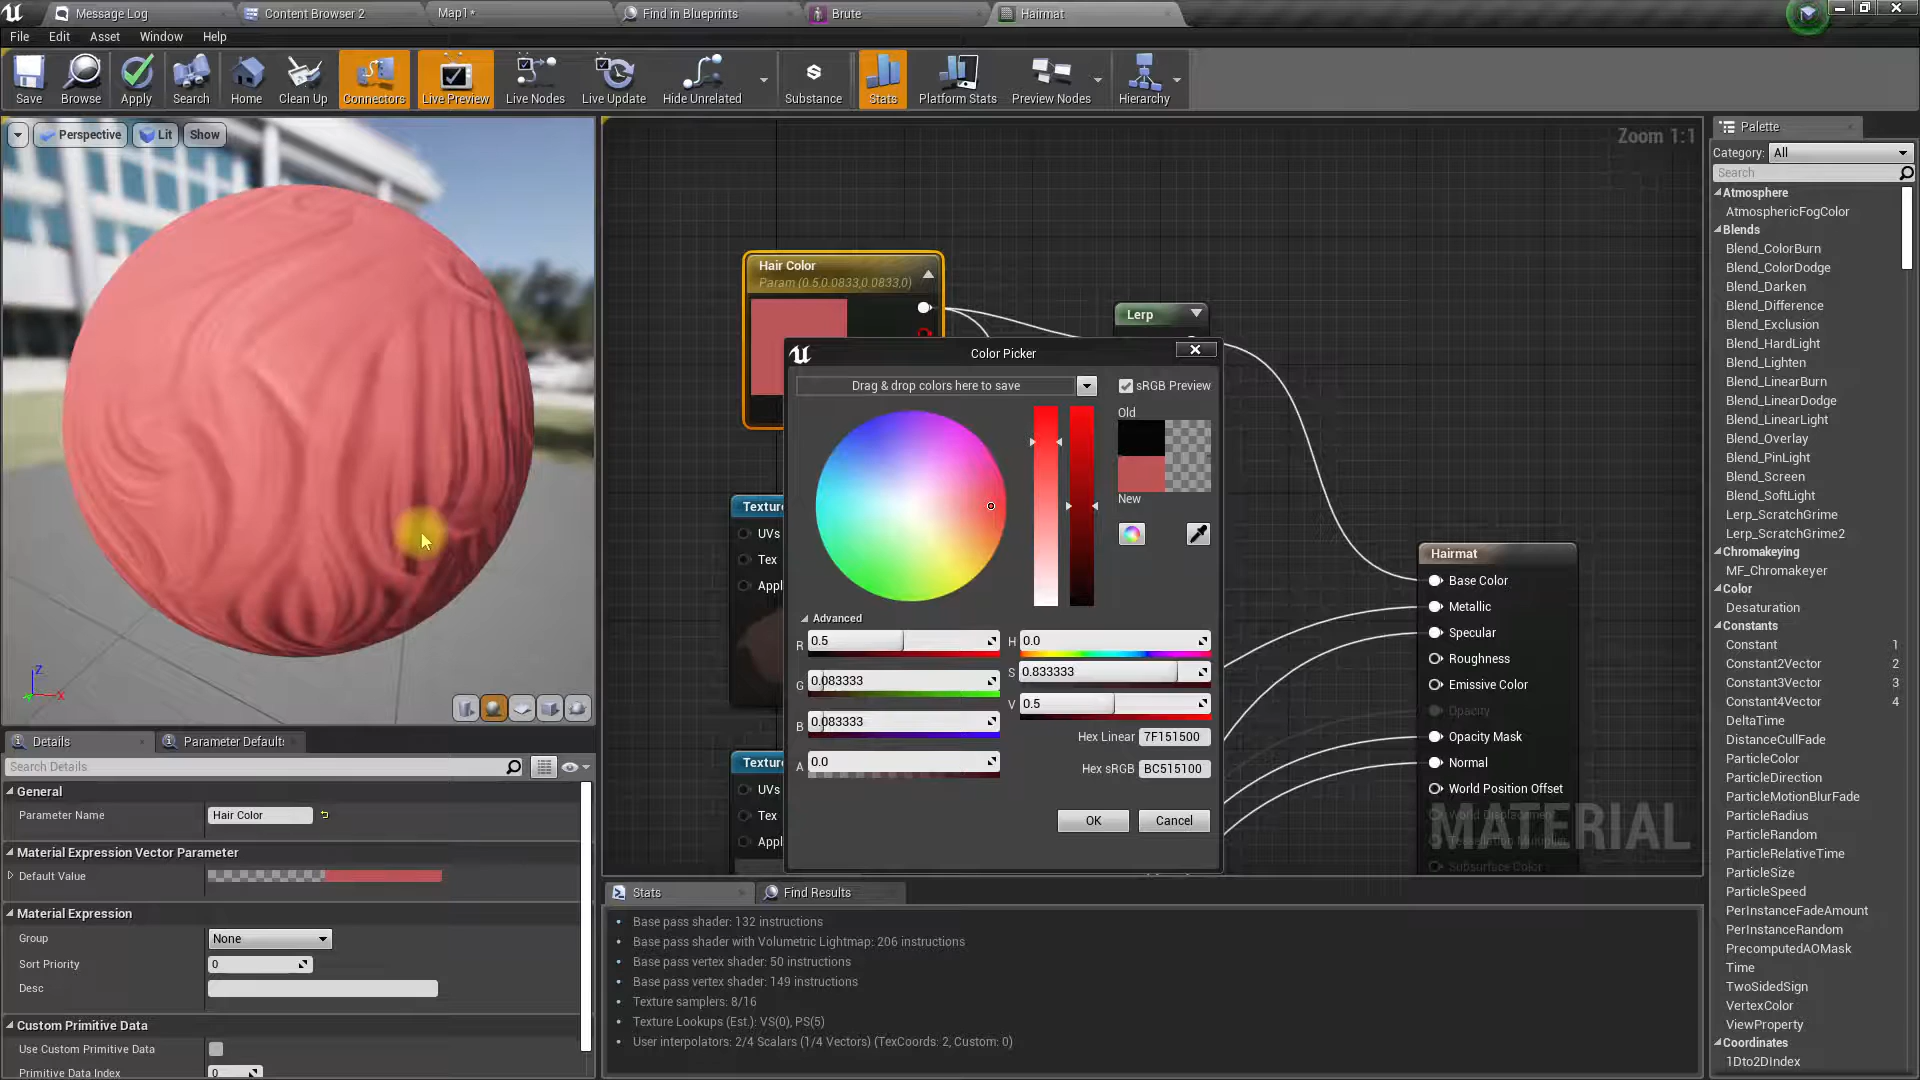 Message Log
Content Browser 2
Map1*
Find in Blueprints
Brute
Hairmat
File Edit Asset Window Help
Save Browse Apply Search Home Clean Up Connectors Live Preview Live Nodes Live Update Hide Unrelated Substance Stats Platform Stats Preview Nodes Hierarchy
Perspective Lit Show
Zoom 1:1
Hair Color
Param (0.5,0.0833,0.0833,0)
Lerp
Textur
UVs
Tex
Appl
Textur
UVs
Tex
Appl
Color Picker
Drag & drop colors here to save
sRGB Preview
Old
New
Advanced
R 0.5
G 0.083333
B 0.083333
A 0.0
H 0.0
S 0.833333
V 0.5
Hex Linear 7F151500
Hex sRGB BC515100
OK Cancel
Hairmat
Base Color
Metallic
Specular
Roughness
Emissive Color
Opacity
Opacity Mask
Normal
World Position Offset
World Displacement
Tessellation Multiplier
Subsurface Color
MATERIAL
Z
X
Details
Parameter Default
Search Details
General
Parameter Name Hair Color
Material Expression Vector Parameter
Default Value
Material Expression
Group None
Sort Priority 0
Desc
Custom Primitive Data
Use Custom Primitive Data
Primitive Data Index 0
Stats
Find Results
Base pass shader: 132 instructions
Base pass shader with Volumetric Lightmap: 206 instructions
Base pass vertex shader: 50 instructions
Base pass vertex shader: 149 instructions
Texture samplers: 8/16
Texture Lookups (Est.): VS(0), PS(5)
User interpolators: 2/4 Scalars (1/4 Vectors) (TexCoords: 2, Custom: 0)
Palette
Category: All
Search
Atmosphere
AtmosphericFogColor
Blends
Blend_ColorBurn
Blend_ColorDodge
Blend_Darken
Blend_Difference
Blend_Exclusion
Blend_HardLight
Blend_Lighten
Blend_LinearBurn
Blend_LinearDodge
Blend_LinearLight
Blend_Overlay
Blend_PinLight
Blend_Screen
Blend_SoftLight
Lerp_ScratchGrime
Lerp_ScratchGrime2
Chromakeying
MF_Chromakeyer
Color
Desaturation
Constants
Constant 1
Constant2Vector 2
Constant3Vector 3
Constant4Vector 4
DeltaTime
DistanceCullFade
ParticleColor
ParticleDirection
ParticleMotionBlurFade
ParticleRadius
ParticleRandom
ParticleRelativeTime
ParticleSize
ParticleSpeed
PerInstanceFadeAmount
PerInstanceRandom
PrecomputedAOMask
Time
TwoSidedSign
VertexColor
ViewProperty
Coordinates
1Dto2DIndex